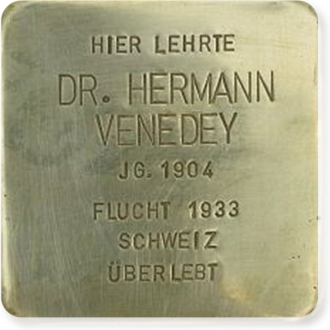 HIER LEHRTE
DR. HERMANN
VENEDEY
JG. 1904
FLUCHT 1933
SCHWEIZ
ÜBERLEBT